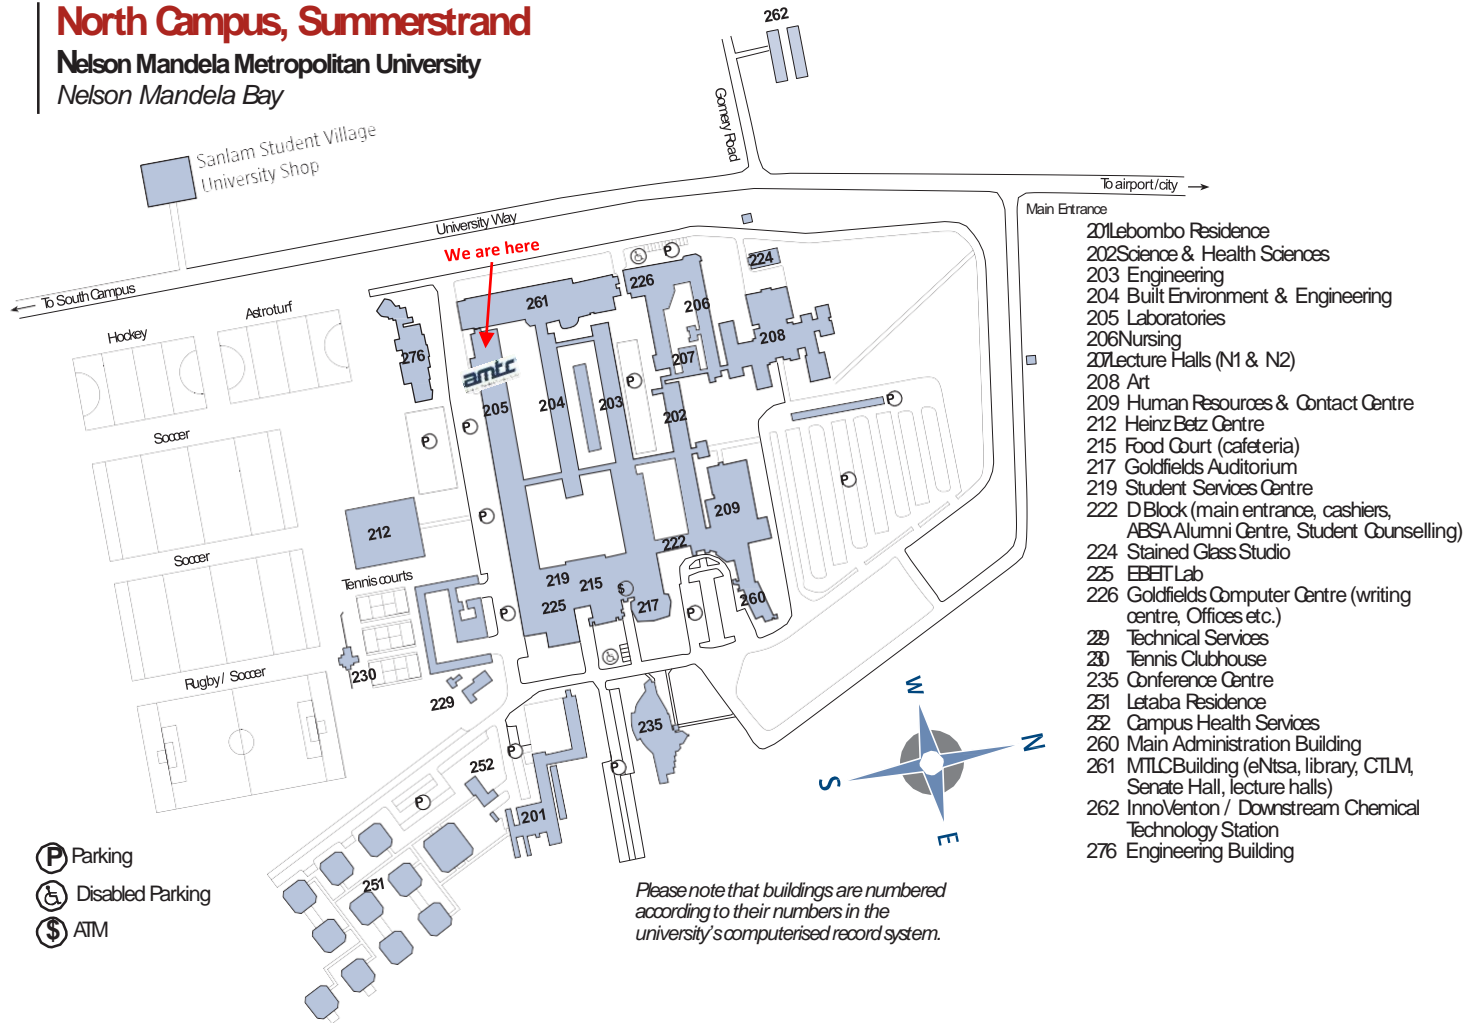 North Campus, Summerstrand
Nelson Mandela Metropolitan University
Nelson Mandela Bay
262
Gomery Road
Sanlam Student Village
University Shop
To airport/city
Main Entrance
University Way
We are here
To South Campus
Hockey
Astroturf
Soccer
Soccer
Rugby / Soccer
Tennis courts
261
226
224
206
208
207
276
amtc
205
204
203
202
212
209
222
219
215
225
217
260
230
229
235
252
201
251
P
P
P
P
P
P
P
P
P
P
P
P
P
$
W
N
S
E
201Lebombo Residence
202Science & Health Sciences
203 Engineering
204 Built Environment & Engineering
205 Laboratories
206Nursing
207Lecture Halls (N1 & N2)
208 Art
209 Human Resources & Contact Centre
212 Heinz Betz Centre
215 Food Court (cafeteria)
217 Goldfields Auditorium
219 Student Services Centre
222 D Block (main entrance, cashiers,
ABSA Alumni Centre, Student Counselling)
224 Stained Glass Studio
225 EBEIT Lab
226 Goldfields Computer Centre (writing
centre, Offices etc.)
229 Technical Services
230 Tennis Clubhouse
235 Conference Centre
251 Letaba Residence
252 Campus Health Services
260 Main Administration Building
261 MTLC Building (eNtsa, library, CTLM,
Senate Hall, lecture halls)
262 InnoVenton / Downstream Chemical
Technology Station
276 Engineering Building
P Parking
Disabled Parking
$ ATM
Please note that buildings are numbered
according to their numbers in the
university's computerised record system.